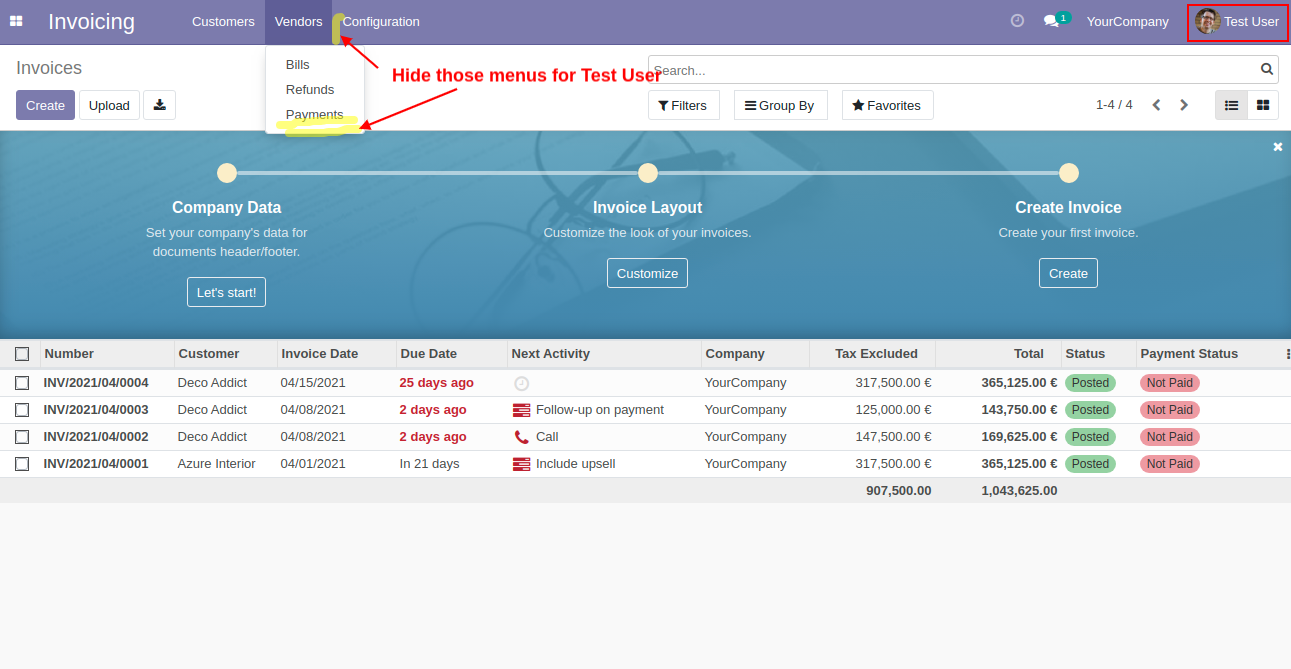 Invoicing Customers Vendors Configuration 1 YourCompany Test User
Invoices
Search...
Bills
Refunds
Payments
Hide those menus for Test User
Create Upload
Filters Group By Favorites 1-4 / 4
Company Data
Set your company's data for
documents header/footer.
Let's start!
Invoice Layout
Customize the look of your invoices.
Customize
Create Invoice
Create your first invoice.
Create
Number Customer Invoice Date Due Date Next Activity Company Tax Excluded Total Status Payment Status
INV/2021/04/0004 Deco Addict 04/15/2021 25 days ago YourCompany 317,500.00 € 365,125.00 € Posted Not Paid
INV/2021/04/0003 Deco Addict 04/08/2021 2 days ago Follow-up on payment YourCompany 125,000.00 € 143,750.00 € Posted Not Paid
INV/2021/04/0002 Deco Addict 04/08/2021 2 days ago Call YourCompany 147,500.00 € 169,625.00 € Posted Not Paid
INV/2021/04/0001 Azure Interior 04/01/2021 In 21 days Include upsell YourCompany 317,500.00 € 365,125.00 € Posted Not Paid
907,500.00 1,043,625.00